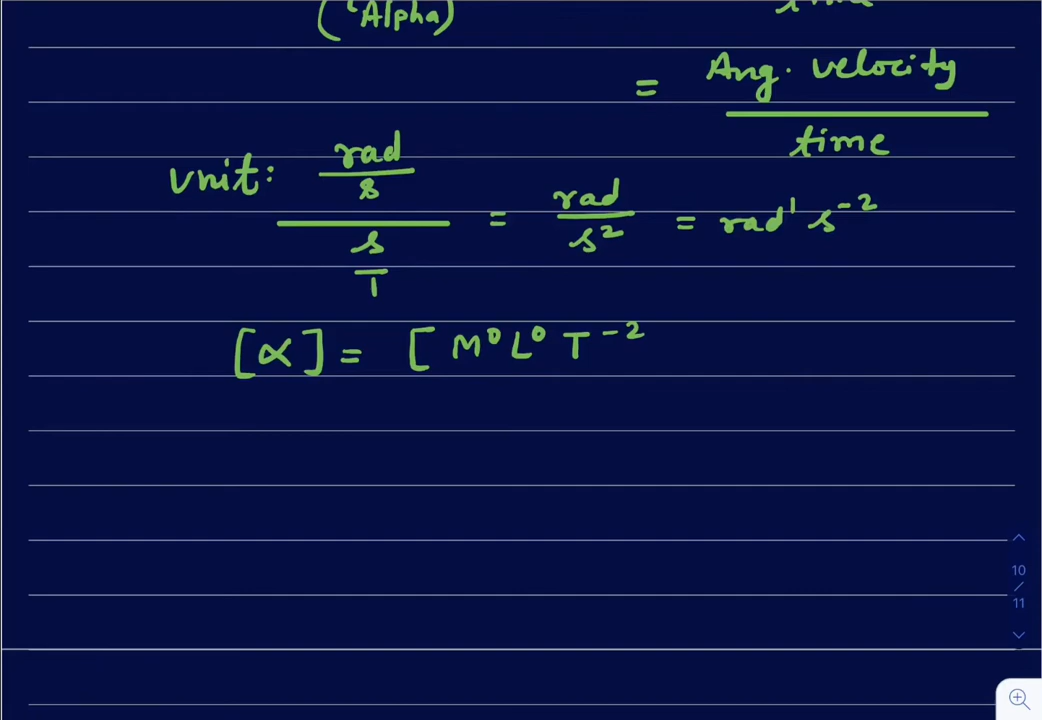 ('Alpha)
= Ang. velocity / time
Unit: rad/s / s/1 = rad/s² = rad¹ s⁻²
[α] = [M⁰L⁰T⁻²
10
/
11